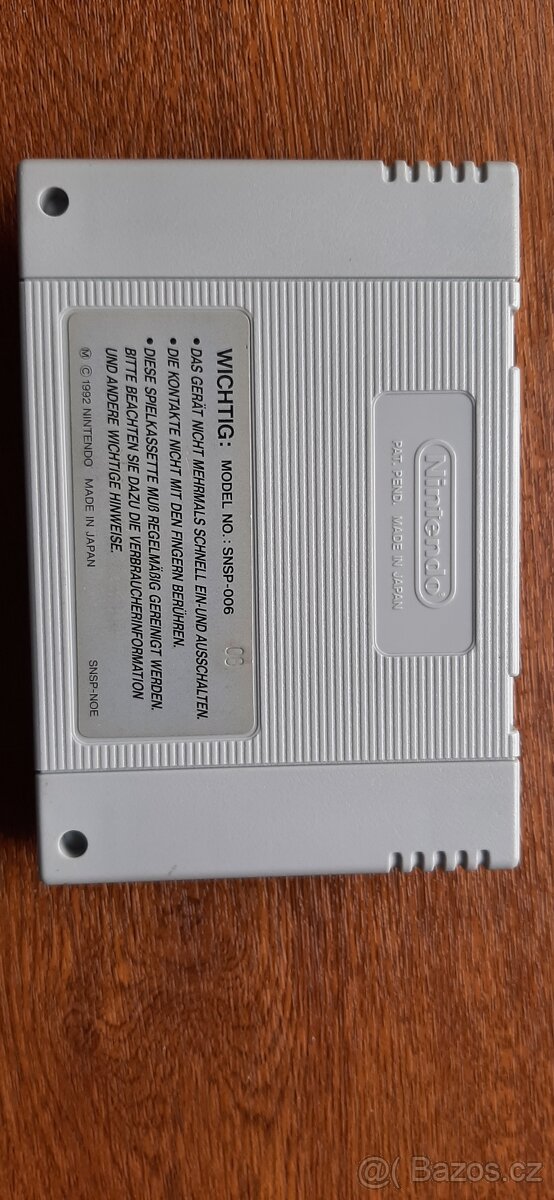 Nintendo®
PAT. PEND. MADE IN JAPAN
WICHTIG: MODEL NO.: SNSP-006
• DAS GERÄT NICHT MEHRMALS SCHNELL EIN-UND AUSSCHALTEN.
• DIE KONTAKTE NICHT MIT DEN FINGERN BERÜHREN.
• DIESE SPIELKASSETTE MUß REGELMÄßIG GEREINIGT WERDEN.
BITTE BEACHTEN SIE DAZU DIE VERBRAUCHERINFORMATION
UND ANDERE WICHTIGE HINWEISE.
Ⓜ © 1992 NINTENDO MADE IN JAPAN SNSP-NOE
@( Bazos.cz